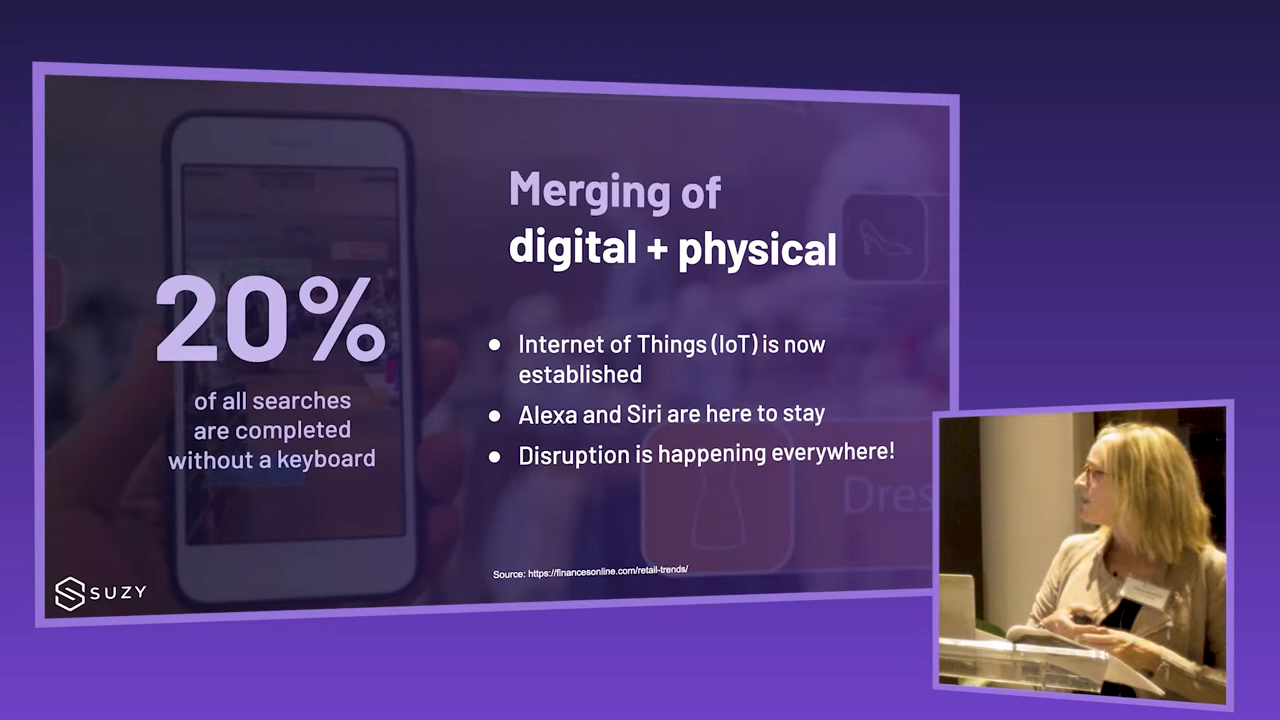 Merging of
digital + physical
20%
of all searches
are completed
without a keyboard
● Internet of Things (IoT) is now
established
● Alexa and Siri are here to stay
● Disruption is happening everywhere!
Source: https://financesonline.com/retail-trends/
SUZY